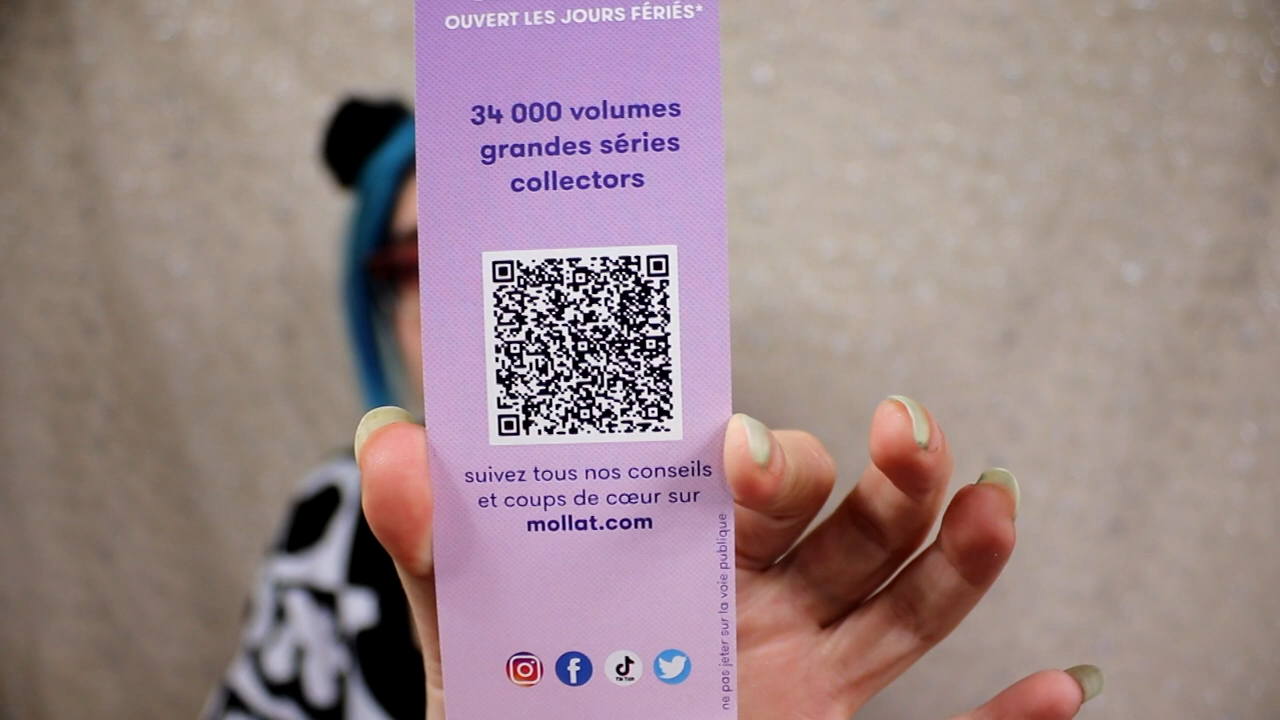 OUVERT LES JOURS FÉRIÉS*
34 000 volumes
grandes séries
collectors
suivez tous nos conseils
et coups de cœur sur
mollat.com
ne pas jeter sur la voie publique
TikTok